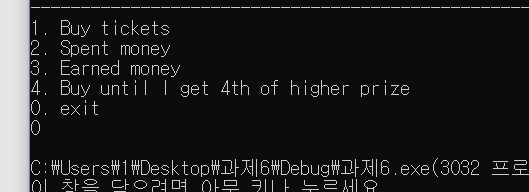 1. Buy tickets
2. Spent money
3. Earned money
4. Buy until I get 4th of higher prize
0. exit
0
C:₩Users₩1₩Desktop₩과제6₩Debug₩과제6.exe(3032 프로
이 창을 닫으려면 아무 키나 누르세요